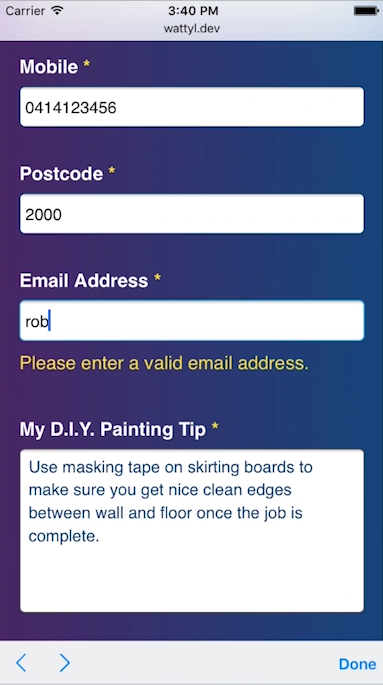 Carrier 3:40 PM
wattyl.dev
Mobile *
0414123456
Postcode *
2000
Email Address *
rob
Please enter a valid email address.
My D.I.Y. Painting Tip *
Use masking tape on skirting boards to
make sure you get nice clean edges
between wall and floor once the job is
complete.
Done